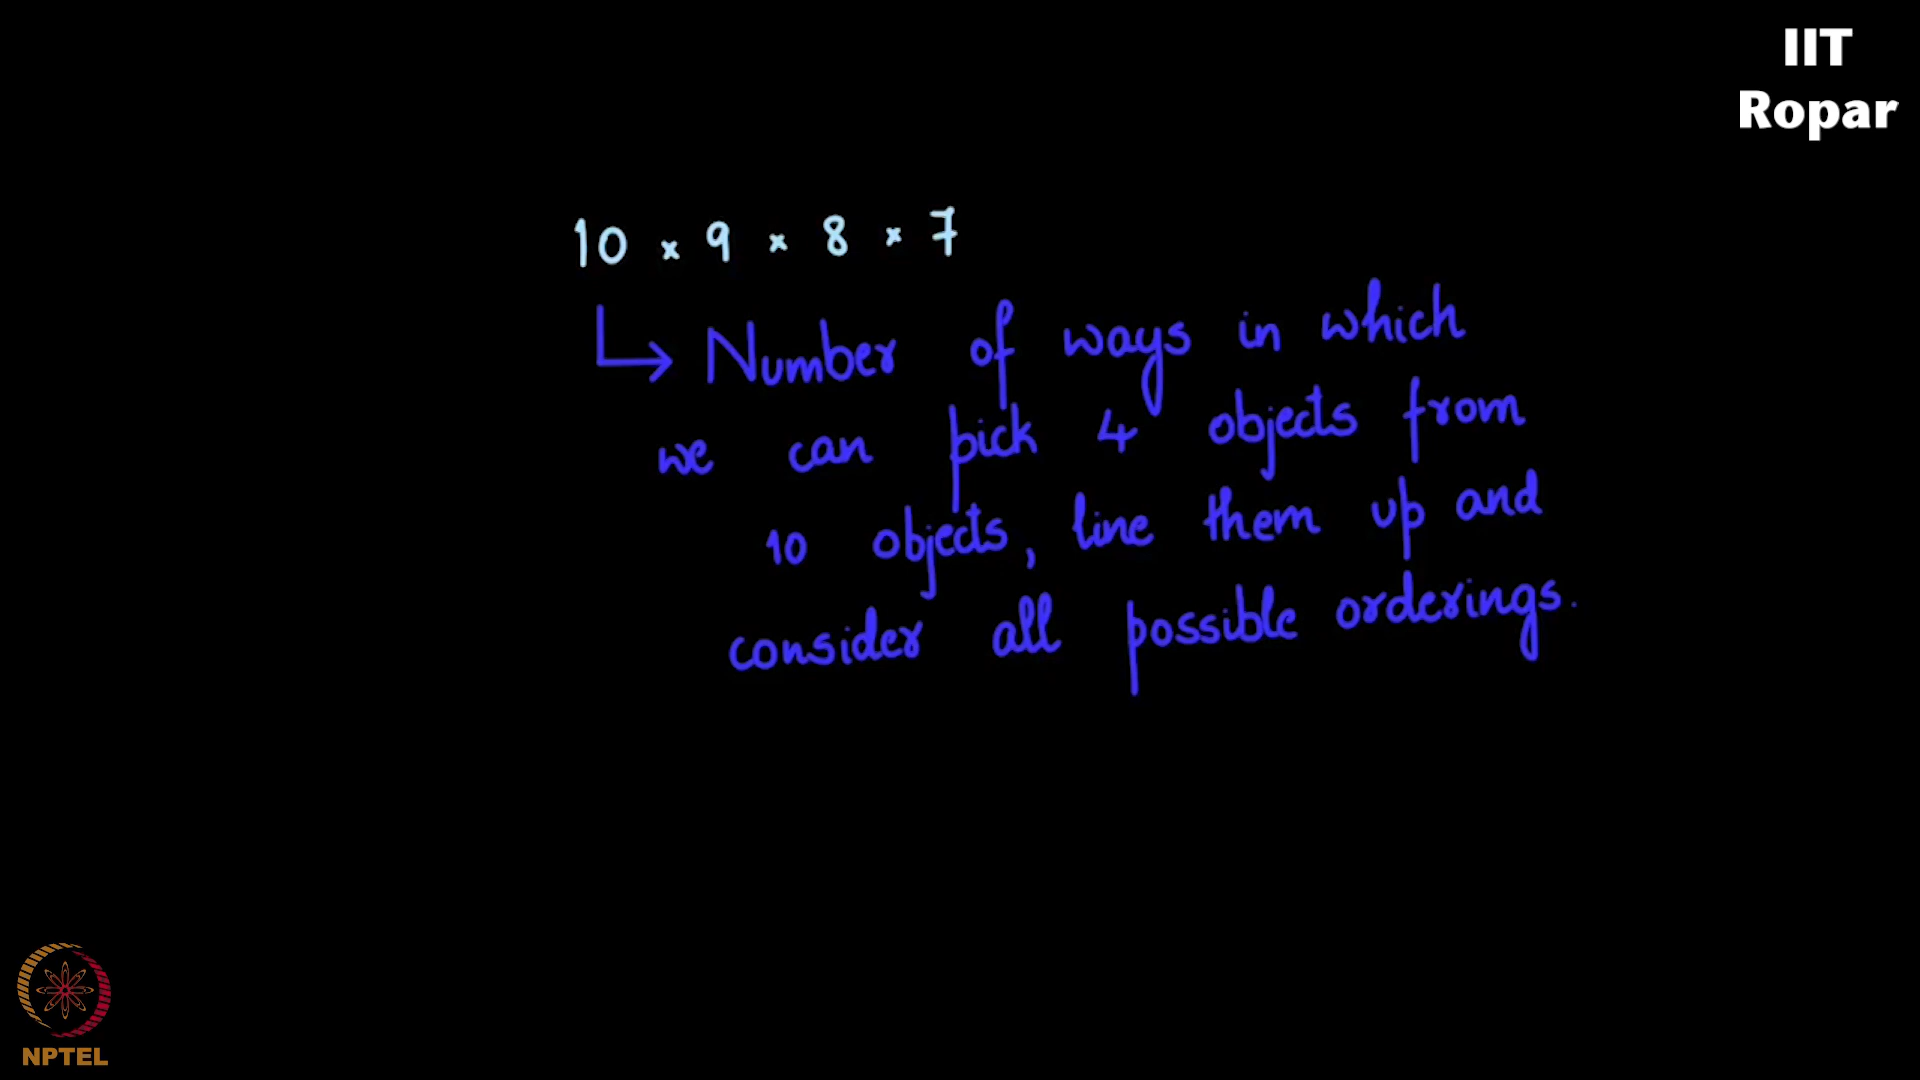 IIT
Ropar
10 × 9 × 8 × 7
↳ Number of ways in which
we can pick 4 objects from
10 objects, line them up and
consider all possible orderings.
NPTEL